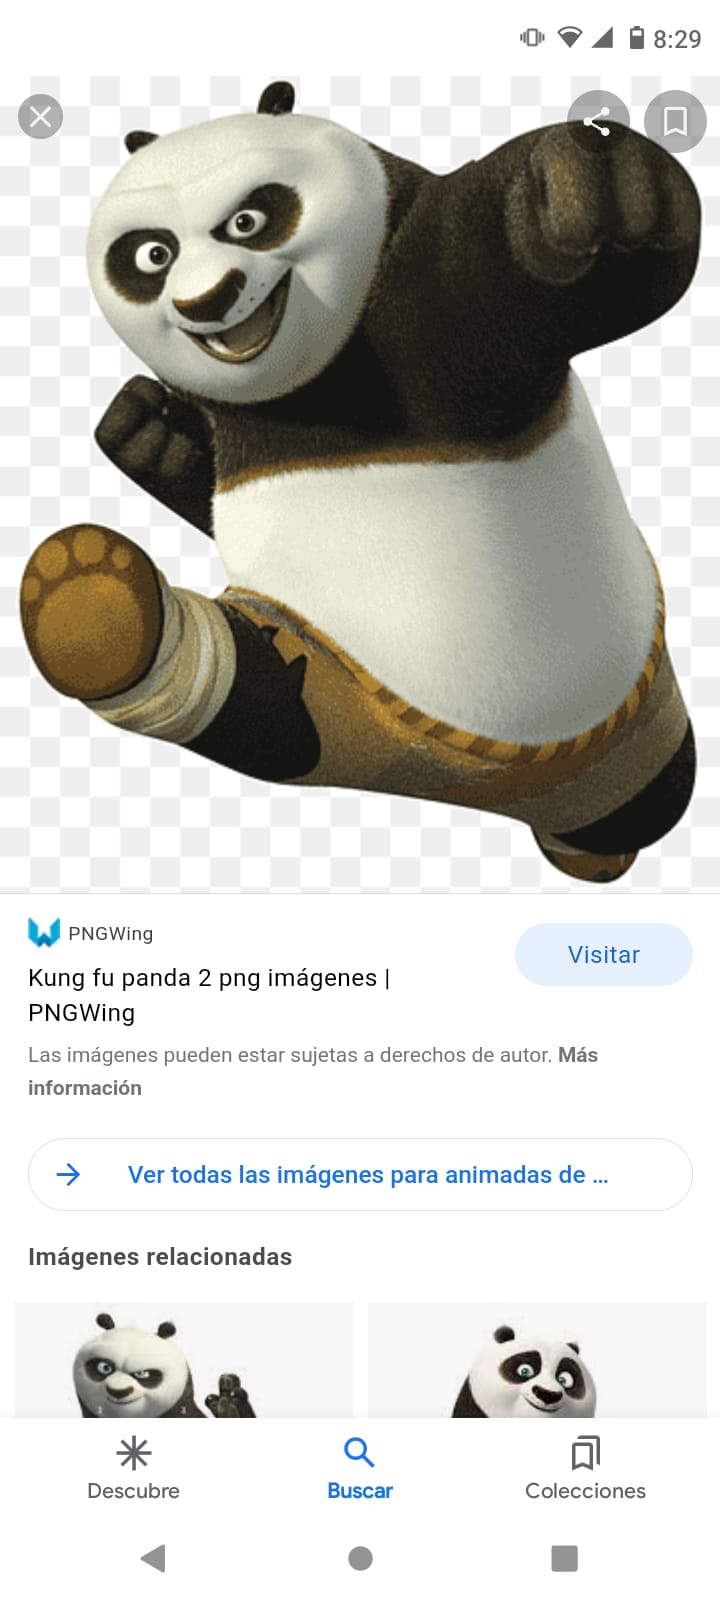 8:29
PNGWing
Visitar
Kung fu panda 2 png imágenes |
PNGWing
Las imágenes pueden estar sujetas a derechos de autor. Más
información
Ver todas las imágenes para animadas de ...
Imágenes relacionadas
Descubre
Buscar
Colecciones